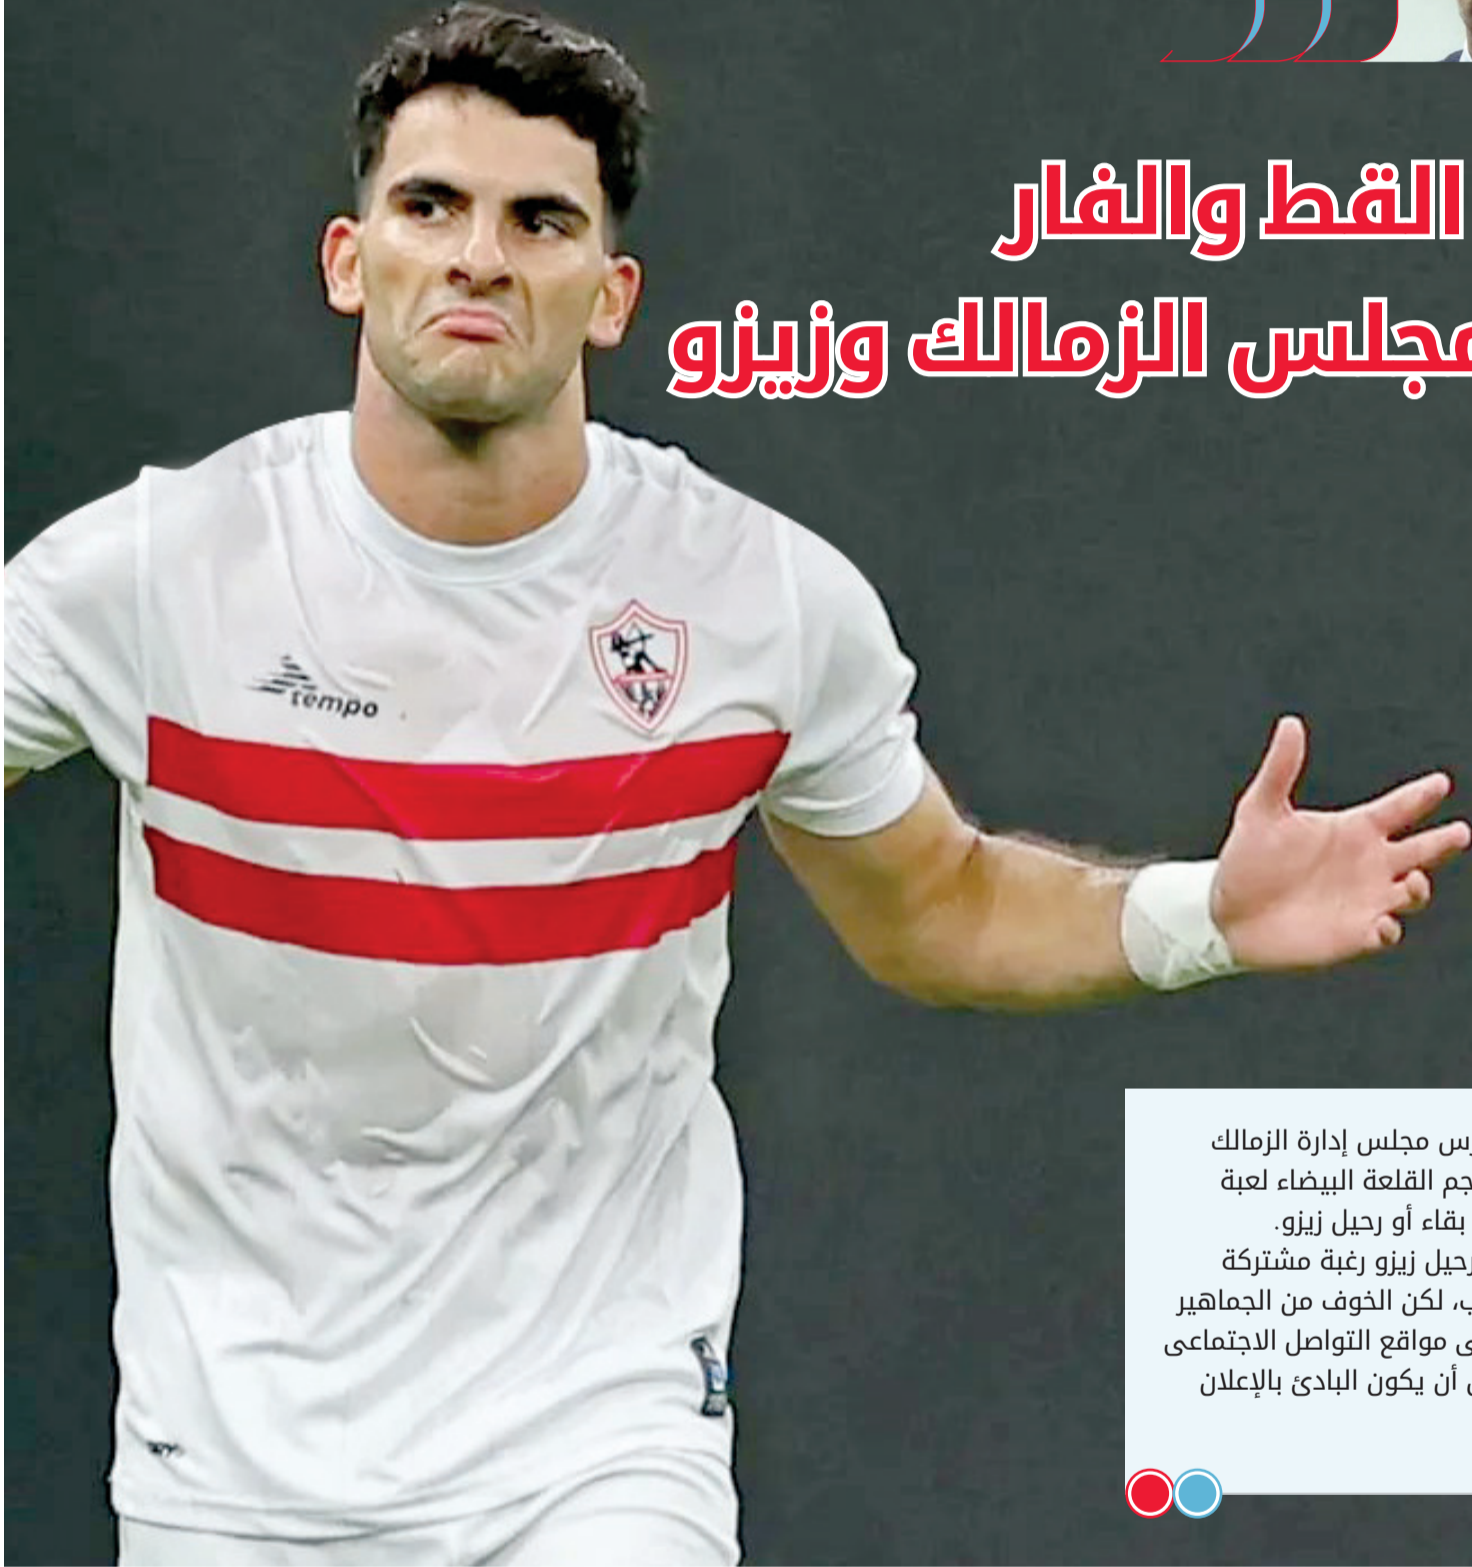 القط والفار
مجلس الزمالك وزيزو
tempo
مجلس إدارة الزمالك
القلعة البيضاء لعبة
بقاء أو رحيل زيزو.
رحيل زيزو رغبة مشتركة
لكن الخوف من الجماهير
مواقع التواصل الاجتماعى
أن يكون البادئ بالإعلان